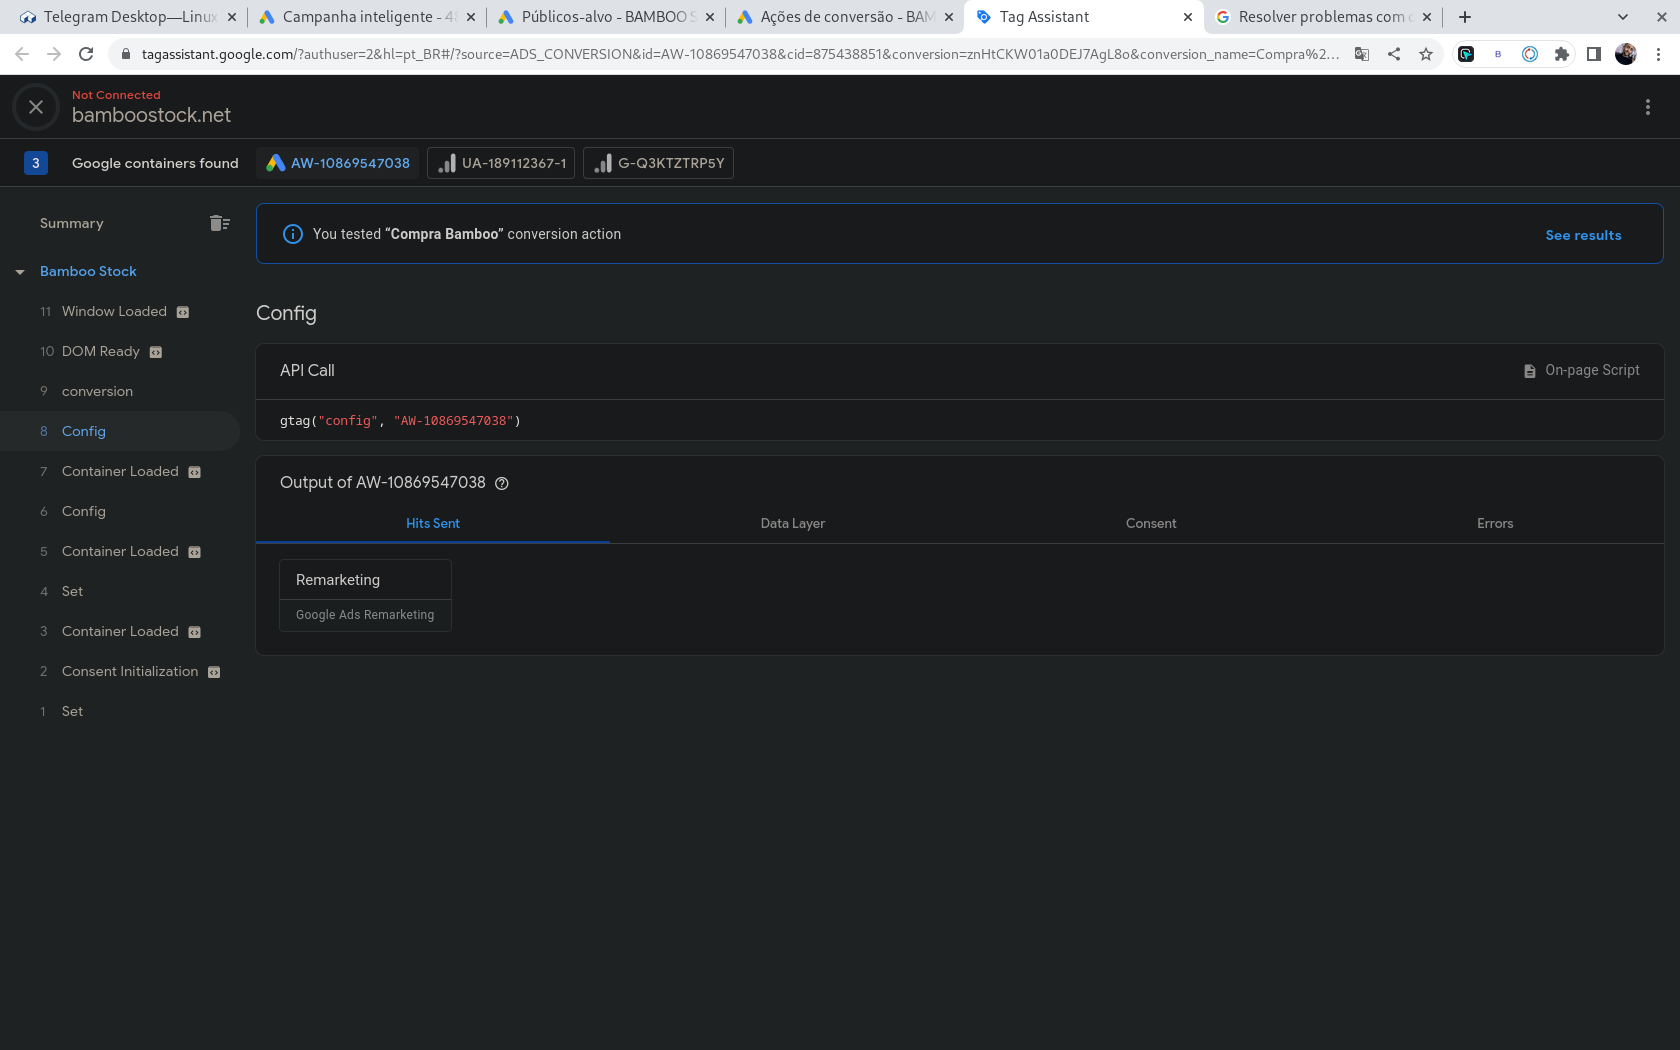 Telegram Desktop—Linux
Campanha inteligente - 48
Públicos-alvo - BAMBOO S
Ações de conversão - BAM
Tag Assistant
Resolver problemas com
tagassistant.google.com/?authuser=2&hl=pt_BR#/?source=ADS_CONVERSION&id=AW-10869547038&cid=875438851&conversion=znHtCKW01a0DEJ7AgL8o&conversion_name=Compra%2...
B
Not Connected
bamboostock.net
3
Google containers found
AW-10869547038
UA-189112367-1
G-Q3KTZTRP5Y
Summary
You tested “Compra Bamboo” conversion action
See results
Bamboo Stock
11 Window Loaded
10 DOM Ready
9 conversion
8 Config
7 Container Loaded
6 Config
5 Container Loaded
4 Set
3 Container Loaded
2 Consent Initialization
1 Set
Config
API Call
On-page Script
gtag("config", "AW-10869547038")
Output of AW-10869547038
Hits Sent
Data Layer
Consent
Errors
Remarketing
Google Ads Remarketing